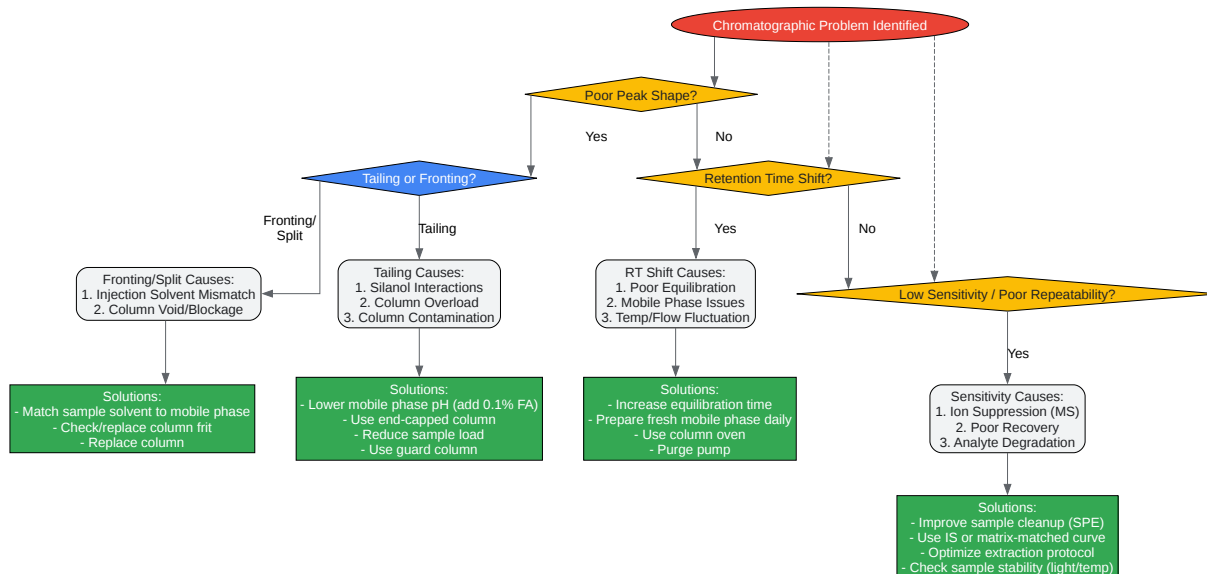 Chromatographic Problem Identified
Poor Peak Shape?
Yes
No
Tailing or Fronting?
Retention Time Shift?
Fronting/
Split
Tailing
Yes
No
Fronting/Split Causes:
1. Injection Solvent Mismatch
2. Column Void/Blockage
Tailing Causes:
1. Silanol Interactions
2. Column Overload
3. Column Contamination
RT Shift Causes:
1. Poor Equilibration
2. Mobile Phase Issues
3. Temp/Flow Fluctuation
Low Sensitivity / Poor Repeatability?
Yes
Solutions:
- Match sample solvent to mobile phase
- Check/replace column frit
- Replace column
Solutions:
- Lower mobile phase pH (add 0.1% FA)
- Use end-capped column
- Reduce sample load
- Use guard column
Solutions:
- Increase equilibration time
- Prepare fresh mobile phase daily
- Use column oven
- Purge pump
Sensitivity Causes:
1. Ion Suppression (MS)
2. Poor Recovery
3. Analyte Degradation
Solutions:
- Improve sample cleanup (SPE)
- Use IS or matrix-matched curve
- Optimize extraction protocol
- Check sample stability (light/temp)